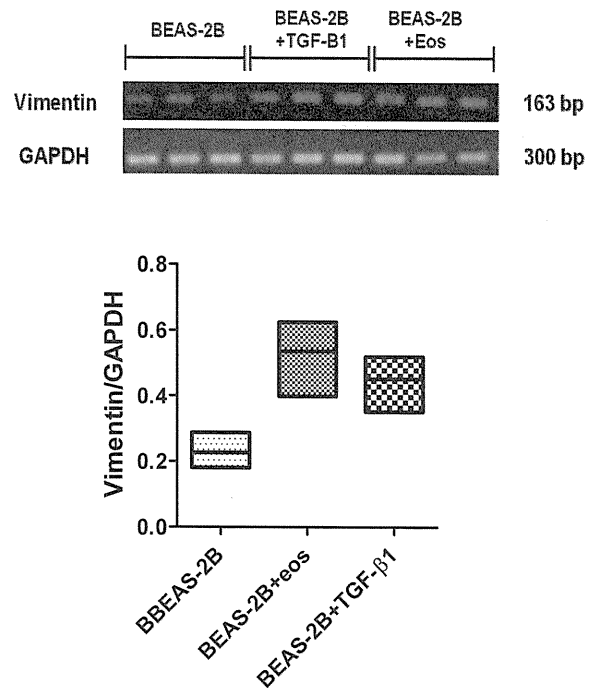 BEAS-2B
BEAS-2B
+TGF-B1
BEAS-2B
+Eos
Vimentin
163 bp
GAPDH
300 bp
Vimentin/GAPDH
0.8
0.6
0.4
0.2
0.0
BBEAS-2B
BEAS-2B+eos
BEAS-2B+TGF-β1